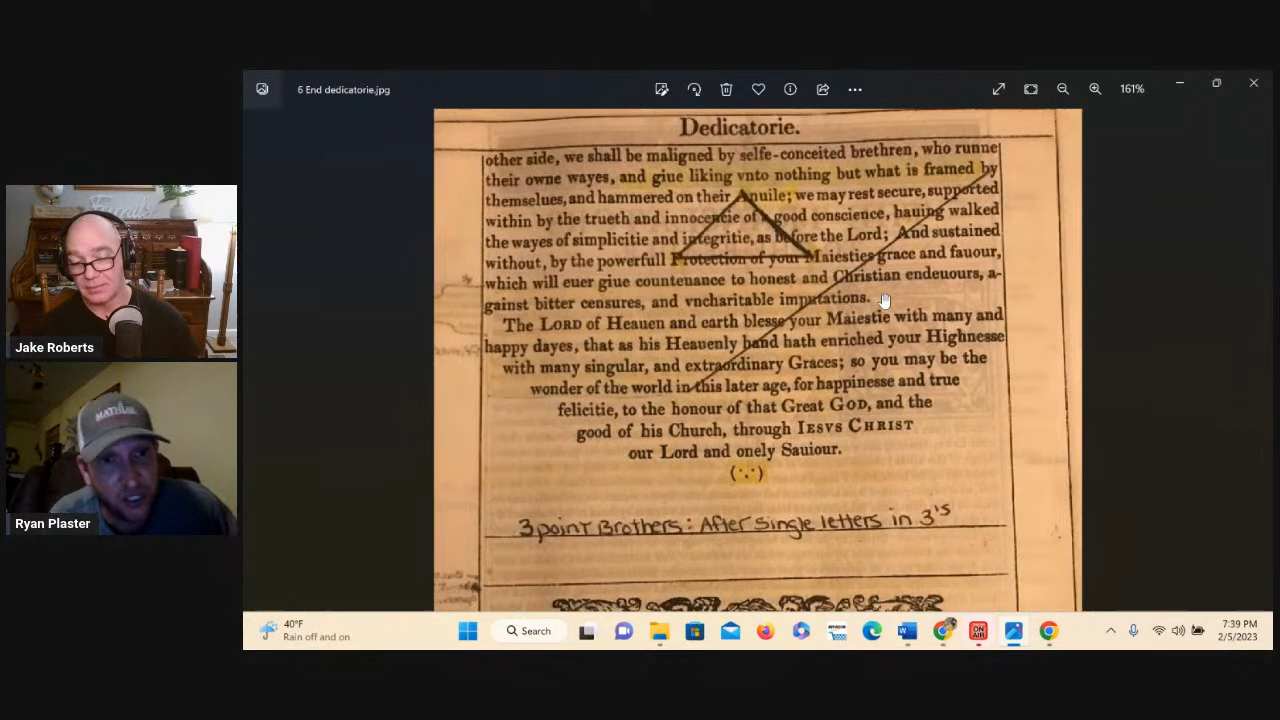 6 End dedicatorie.jpg
161%
Dedicatorie.
other side, we shall be maligned by selfe-conceited brethren, who runne
their owne wayes, and giue liking vnto nothing but what is framed by
themselues, and hammered on their Anuile; we may rest secure, supported
within by the trueth and innocencie of a good conscience, hauing walked
the wayes of simplicitie and integritie, as before the Lord; And sustained
without, by the powerfull Protection of your Maiesties grace and fauour,
which will euer giue countenance to honest and Christian endeuours, a-
gainst bitter censures, and vncharitable imputations.
The LORD of Heauen and earth blesse your Maiestie with many and
happy dayes, that as his Heauenly hand hath enriched your Highnesse
with many singular, and extraordinary Graces; so you may be the
wonder of the world in this later age, for happinesse and true
felicitie, to the honour of that Great GOD, and the
good of his Church, through IESVS CHRIST
our Lord and onely Sauiour.
3 point Brothers: After single letters in 3's
Jake Roberts
MATHEWS
Ryan Plaster
40°F
Rain off and on
Search
ON AIR
7:39 PM
2/5/2023